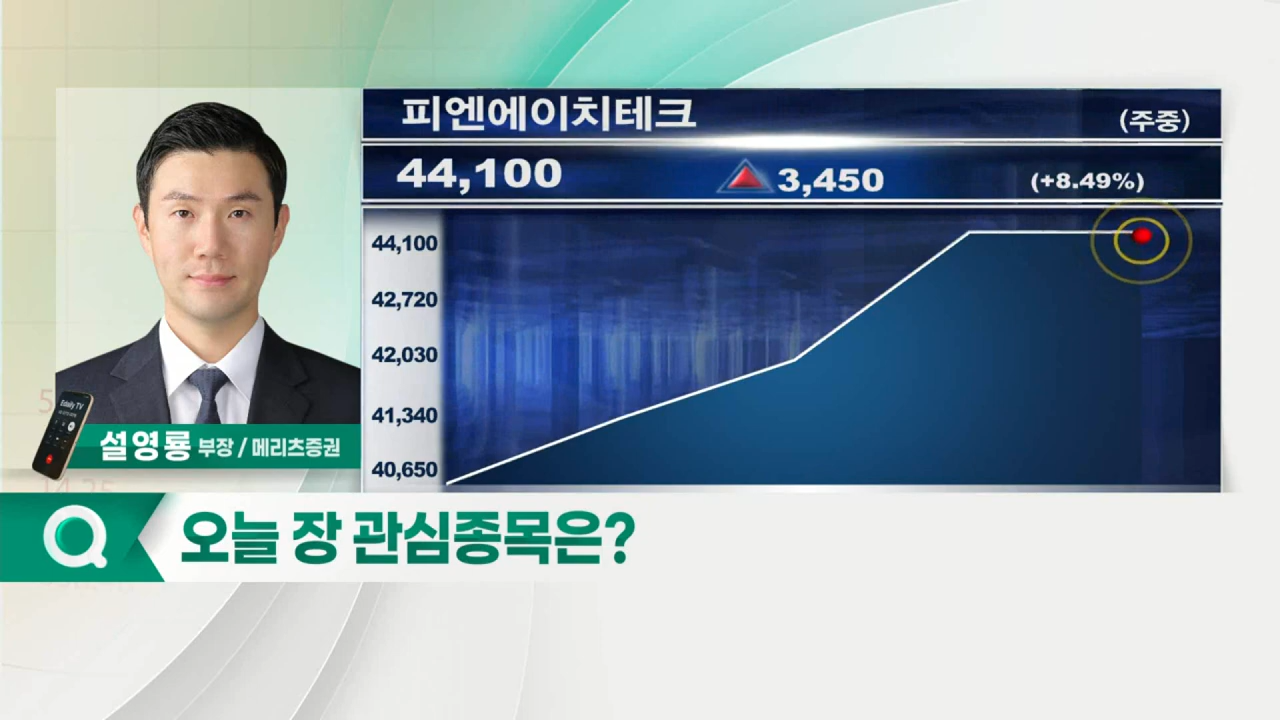 피엔에이치테크
(주중)
44,100
3,450
(+8.49%)
44,100
42,720
42,030
41,340
40,650
Edaily TV
설영룡 부장 / 메리츠증권
오늘 장 관심종목은?